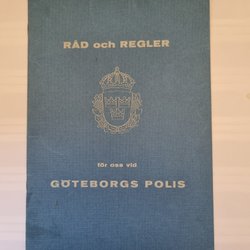 RÅD och REGLER
för oss vid
GÖTEBORGS POLIS